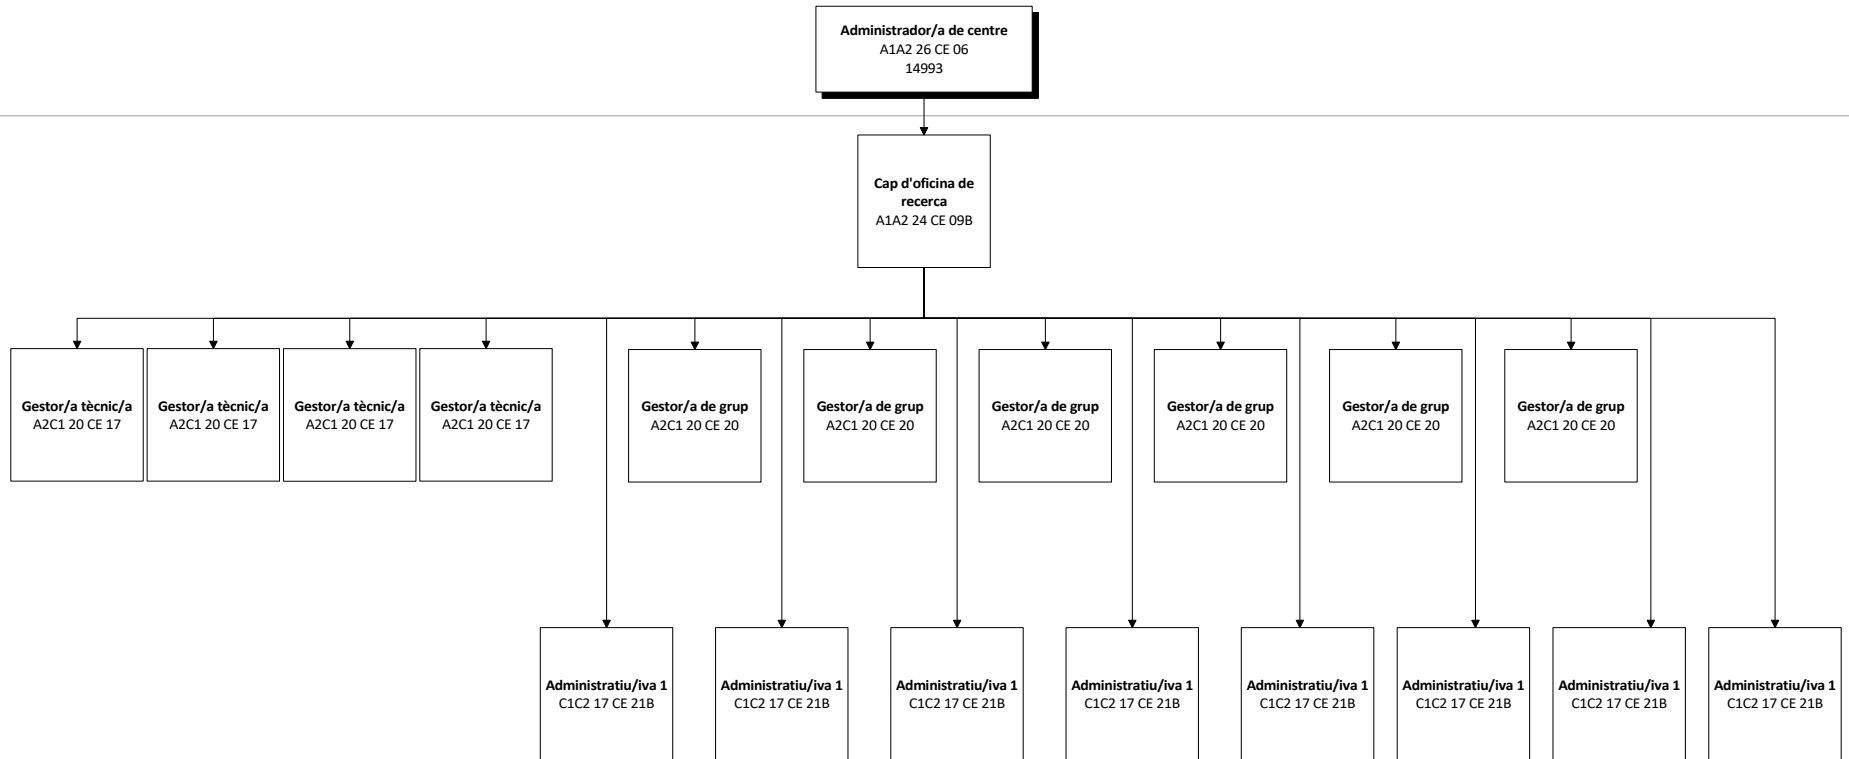 Administrador/a de centre
A1A2 26 CE 06
14993
Cap d'oficina de
recerca
A1A2 24 CE 09B
Gestor/a tècnic/a
A2C1 20 CE 17
Gestor/a tècnic/a
A2C1 20 CE 17
Gestor/a tècnic/a
A2C1 20 CE 17
Gestor/a tècnic/a
A2C1 20 CE 17
Gestor/a de grup
A2C1 20 CE 20
Gestor/a de grup
A2C1 20 CE 20
Gestor/a de grup
A2C1 20 CE 20
Gestor/a de grup
A2C1 20 CE 20
Gestor/a de grup
A2C1 20 CE 20
Gestor/a de grup
A2C1 20 CE 20
Administratiu/iva 1
C1C2 17 CE 21B
Administratiu/iva 1
C1C2 17 CE 21B
Administratiu/iva 1
C1C2 17 CE 21B
Administratiu/iva 1
C1C2 17 CE 21B
Administratiu/iva 1
C1C2 17 CE 21B
Administratiu/iva 1
C1C2 17 CE 21B
Administratiu/iva 1
C1C2 17 CE 21B
Administratiu/iva 1
C1C2 17 CE 21B